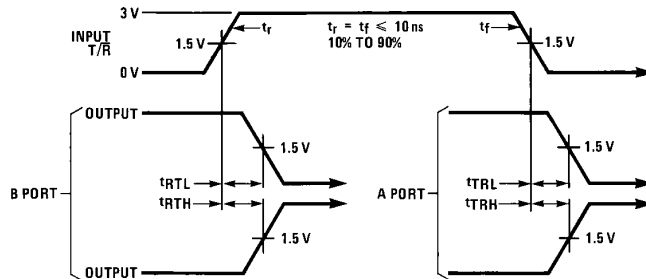 3 V
INPUT
T/R̅
1.5 V
0 V
tr
tr = tf ≤ 10 ns
10% TO 90%
tf
1.5 V
OUTPUT
1.5 V
B PORT
tRTL
tRTH
1.5 V
OUTPUT
1.5 V
A PORT
tTRL
tTRH
1.5 V